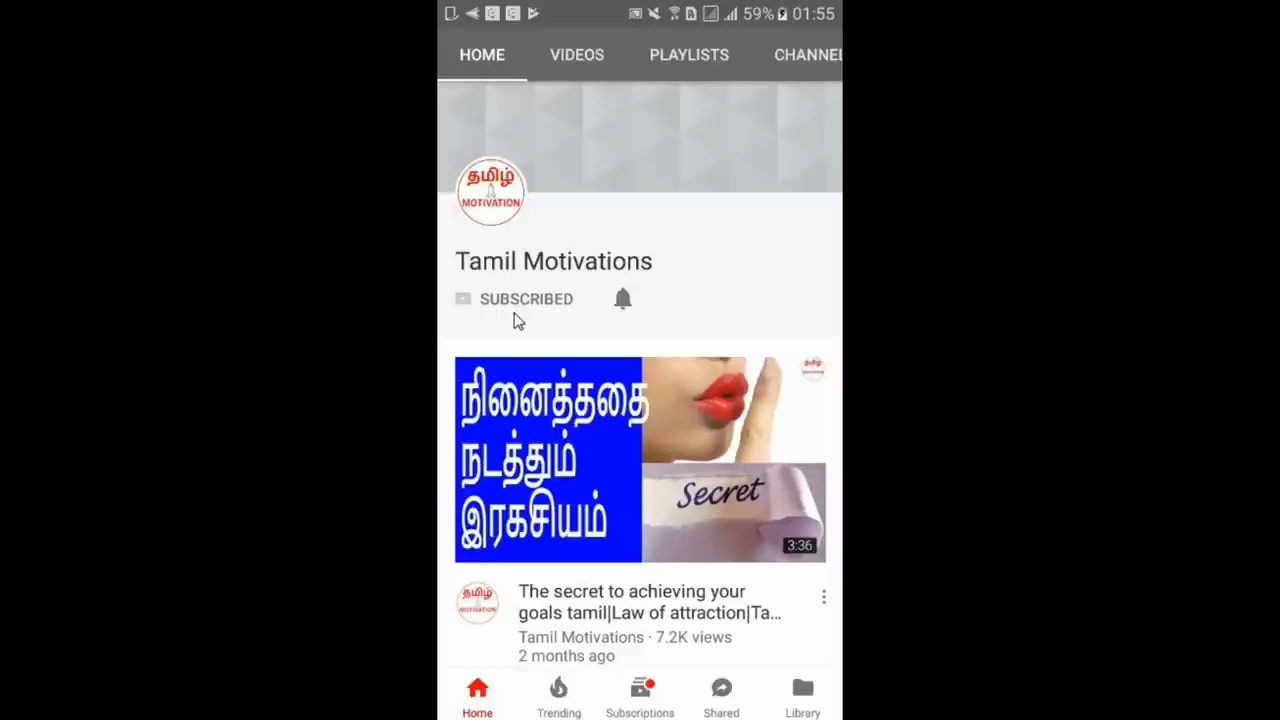 59% 01:55
HOME VIDEOS PLAYLISTS CHANNEL
தமிழ்
MOTIVATION
Tamil Motivations
SUBSCRIBED
நினைத்ததை
நடத்தும்
இரகசியம்
Secret
3:36
தமிழ்
MOTIVATION
The secret to achieving your
goals tamil|Law of attraction|Ta...
Tamil Motivations · 7.2K views
2 months ago
Home Trending Subscriptions Shared Library